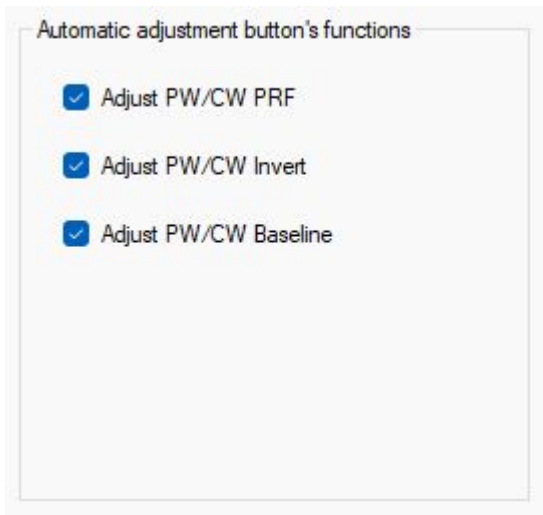 Automatic adjustment button's functions
Adjust PW/CW PRF
Adjust PW/CW Invert
Adjust PW/CW Baseline